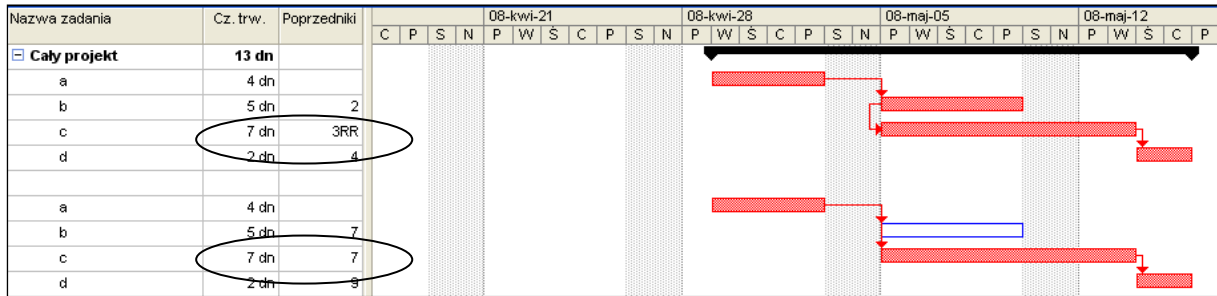 Nazwa zadania Cz. trw. Poprzedniki 08-kwi-21 08-kwi-28 08-maj-05 08-maj-12
C P S N P W Ś C P S N P W Ś C P S N P W Ś C P S N P W Ś C P
Cały projekt 13 dn
a 4 dn
b 5 dn 2
c 7 dn 3RR
d 2 dn 4
a 4 dn
b 5 dn 7
c 7 dn 7
d 2 dn 9